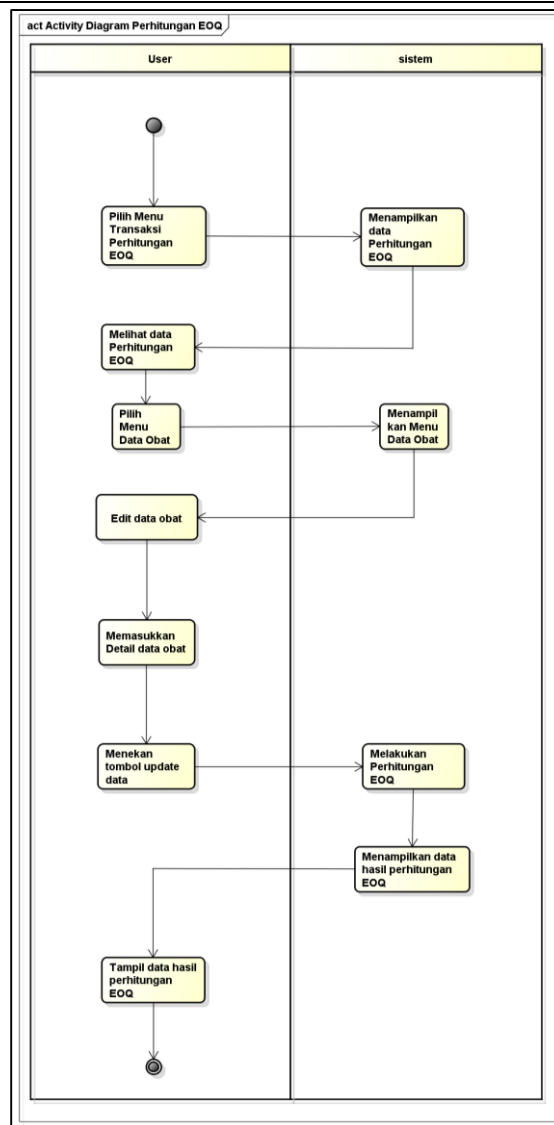 act Activity Diagram Perhitungan EOQ
User
sistem
Pilih Menu
Transaksi
Perhitungan
EOQ
Menampilkan
data
Perhitungan
EOQ
Melihat data
Perhitungan
EOQ
Pilih
Menu
Data Obat
Menampil
kan Menu
Data Obat
Edit data obat
Memasukkan
Detail data obat
Menekan
tombol update
data
Melakukan
Perhitungan
EOQ
Menampilkan data
hasil perhitungan
EOQ
Tampil data hasil
perhitungan
EOQ